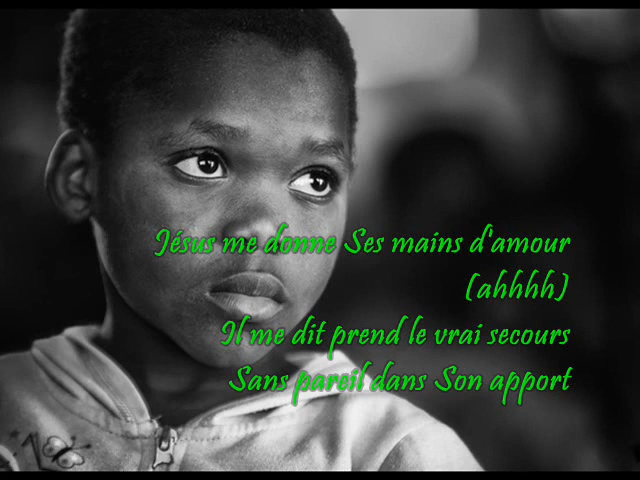 Jésus me donne Ses mains d'amour
(ahhhh)
Il me dit prend le vrai secours
Sans pareil dans Son apport